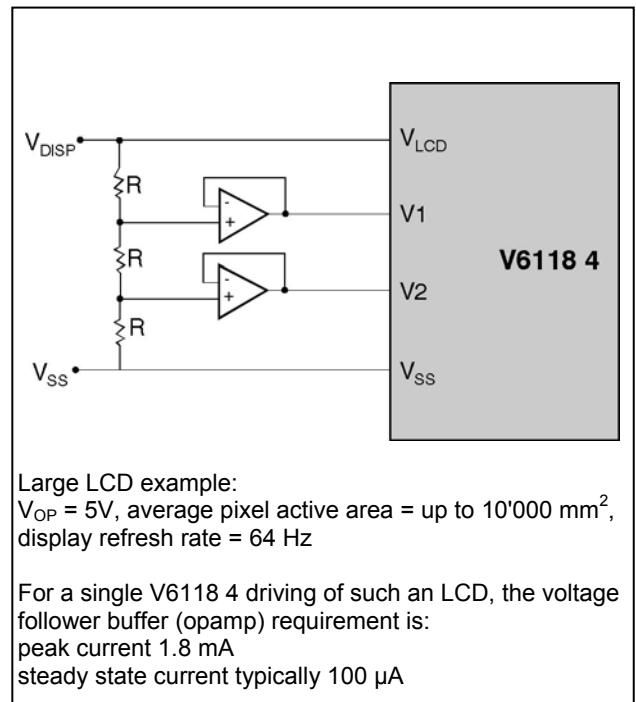 V_DISP
V_LCD
R
-
+
V1
R
V6118 4
-
+
V2
R
V_SS
V_SS
Large LCD example:
V_OP = 5V, average pixel active area = up to 10'000 mm²,
display refresh rate = 64 Hz
For a single V6118 4 driving of such an LCD, the voltage
follower buffer (opamp) requirement is:
peak current 1.8 mA
steady state current typically 100 µA